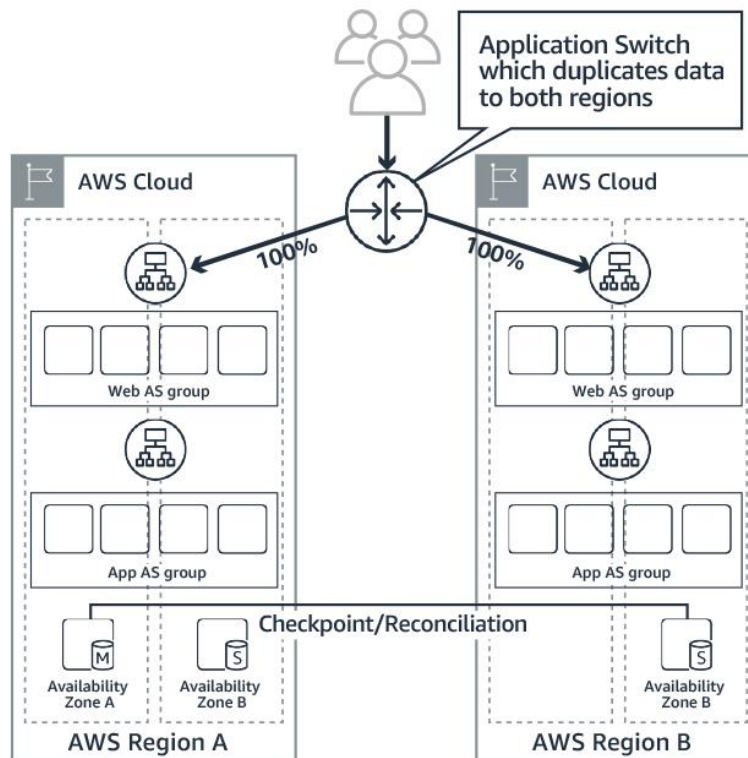 Application Switch
which duplicates data
to both regions
AWS Cloud
AWS Cloud
100%
100%
Web AS group
Web AS group
App AS group
App AS group
Checkpoint/Reconciliation
M
S
S
Availability
Zone A
Availability
Zone B
Availability
Zone B
AWS Region A
AWS Region B